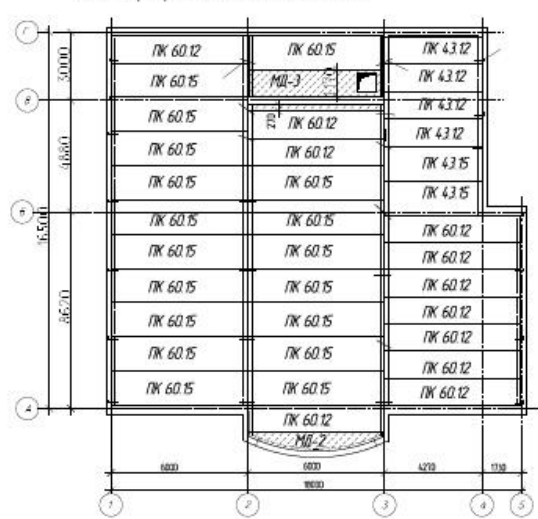 Г
В
Б
А
3000
4880
8620
16500
ПК 60.12
ПК 60.15
ПК 60.15
ПК 60.15
ПК 60.15
ПК 60.15
ПК 60.15
ПК 60.15
ПК 60.15
ПК 60.15
ПК 60.15
ПК 60.15
МД-3
1170
270
ПК 60.12
ПК 60.12
ПК 60.15
ПК 60.15
ПК 60.15
ПК 60.15
ПК 60.15
ПК 60.15
ПК 60.15
ПК 60.12
МД-2
ПК 43.12
ПК 43.12
ПК 43.12
ПК 43.12
ПК 43.15
ПК 43.15
ПК 60.12
ПК 60.12
ПК 60.12
ПК 60.12
ПК 60.12
ПК 60.12
ПК 60.12
6000
6000
4270
1730
18000
1
2
3
4
5